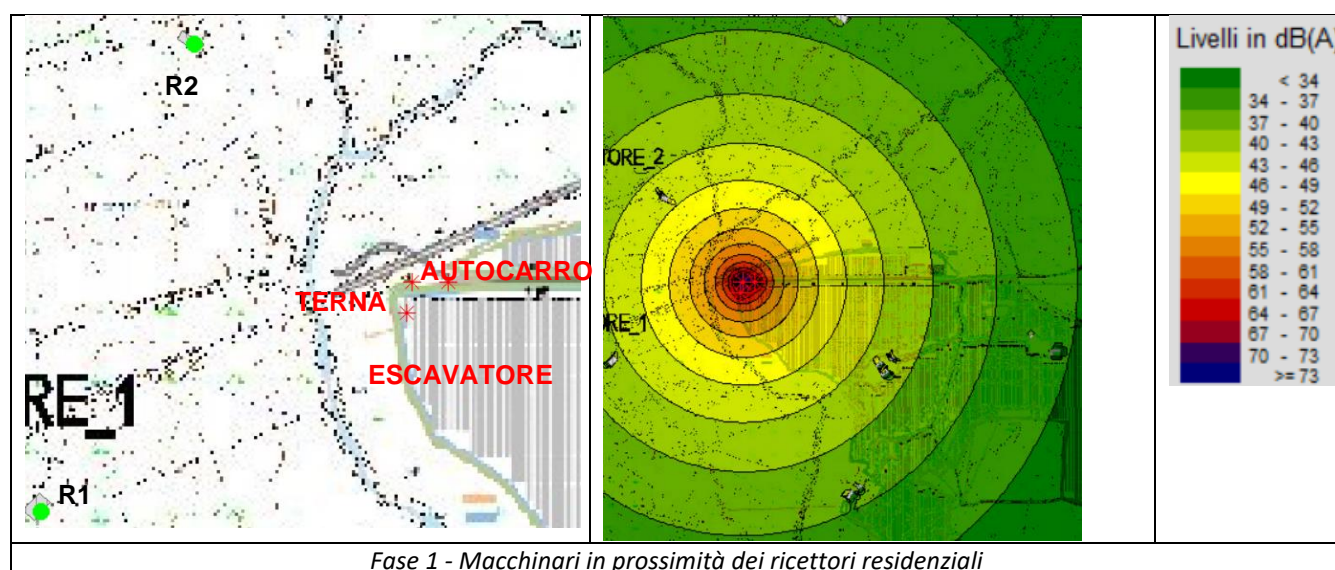 R2
AUTOCARRO
TERNA
ESCAVATORE
RE_1
R1
TORE_2
RE_1
Livelli in dB(A)
< 34
34 - 37
37 - 40
40 - 43
43 - 46
46 - 49
49 - 52
52 - 55
55 - 58
58 - 61
61 - 64
64 - 67
67 - 70
70 - 73
>= 73
Fase 1 - Macchinari in prossimità dei ricettori residenziali